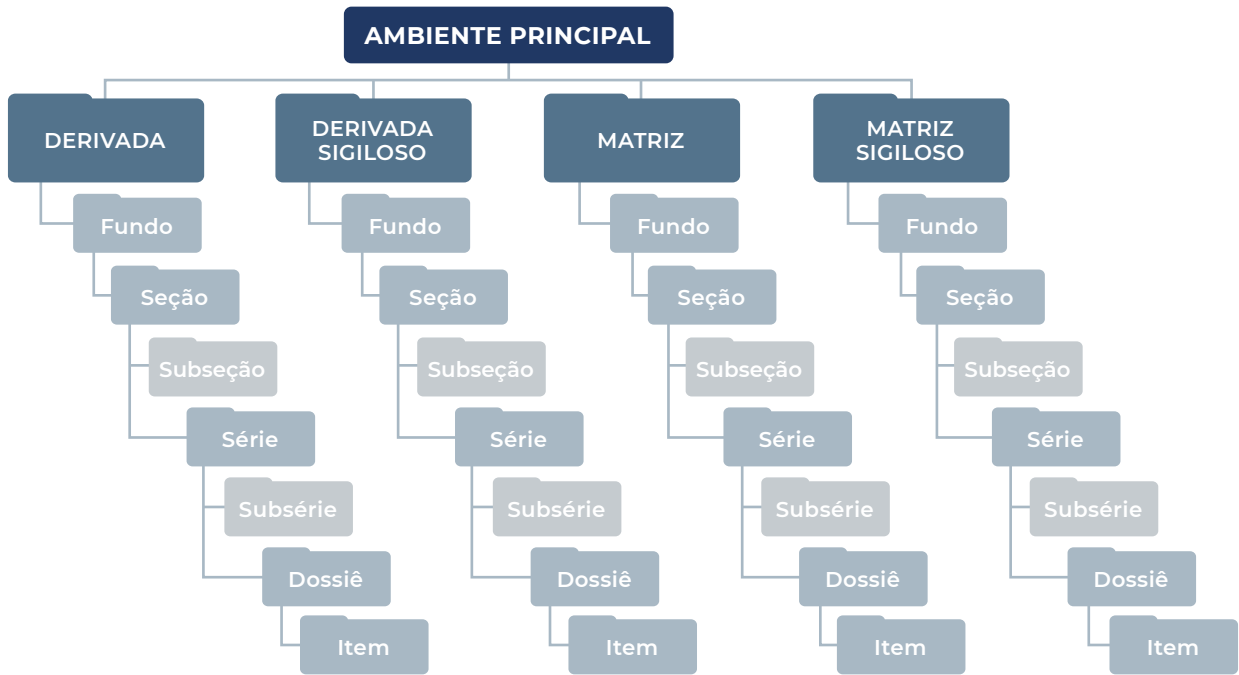 AMBIENTE PRINCIPAL
DERIVADA
Fundo
Seção
Subseção
Série
Subsérie
Dossiê
Item
DERIVADA
SIGILOSO
Fundo
Seção
Subseção
Série
Subsérie
Dossiê
Item
MATRIZ
Fundo
Seção
Subseção
Série
Subsérie
Dossiê
Item
MATRIZ
SIGILOSO
Fundo
Seção
Subseção
Série
Subsérie
Dossiê
Item